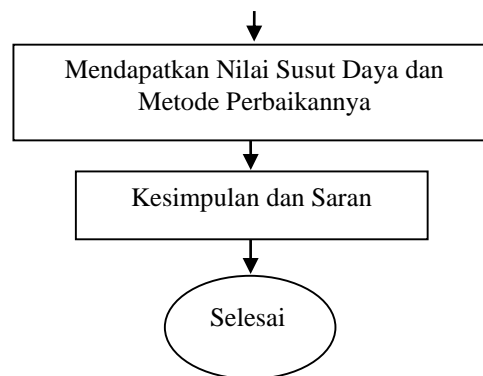 Mendapatkan Nilai Susut Daya dan
Metode Perbaikannya
Kesimpulan dan Saran
Selesai